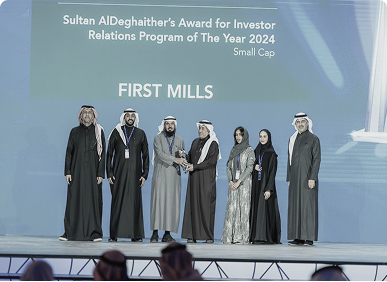 Sultan AlDeghaither's Award for Investor
Relations Program of The Year 2024
Small Cap
FIRST MILLS